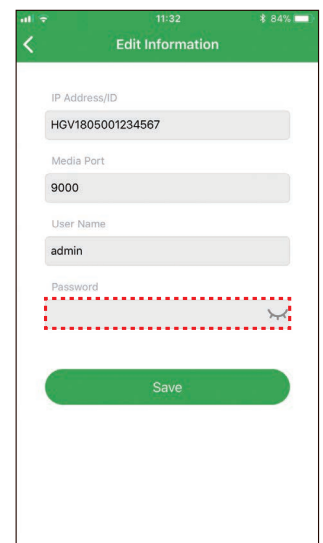 11:32
84%
Edit Information
IP Address/ID
HGV1805001234567
Media Port
9000
User Name
admin
Password
Save